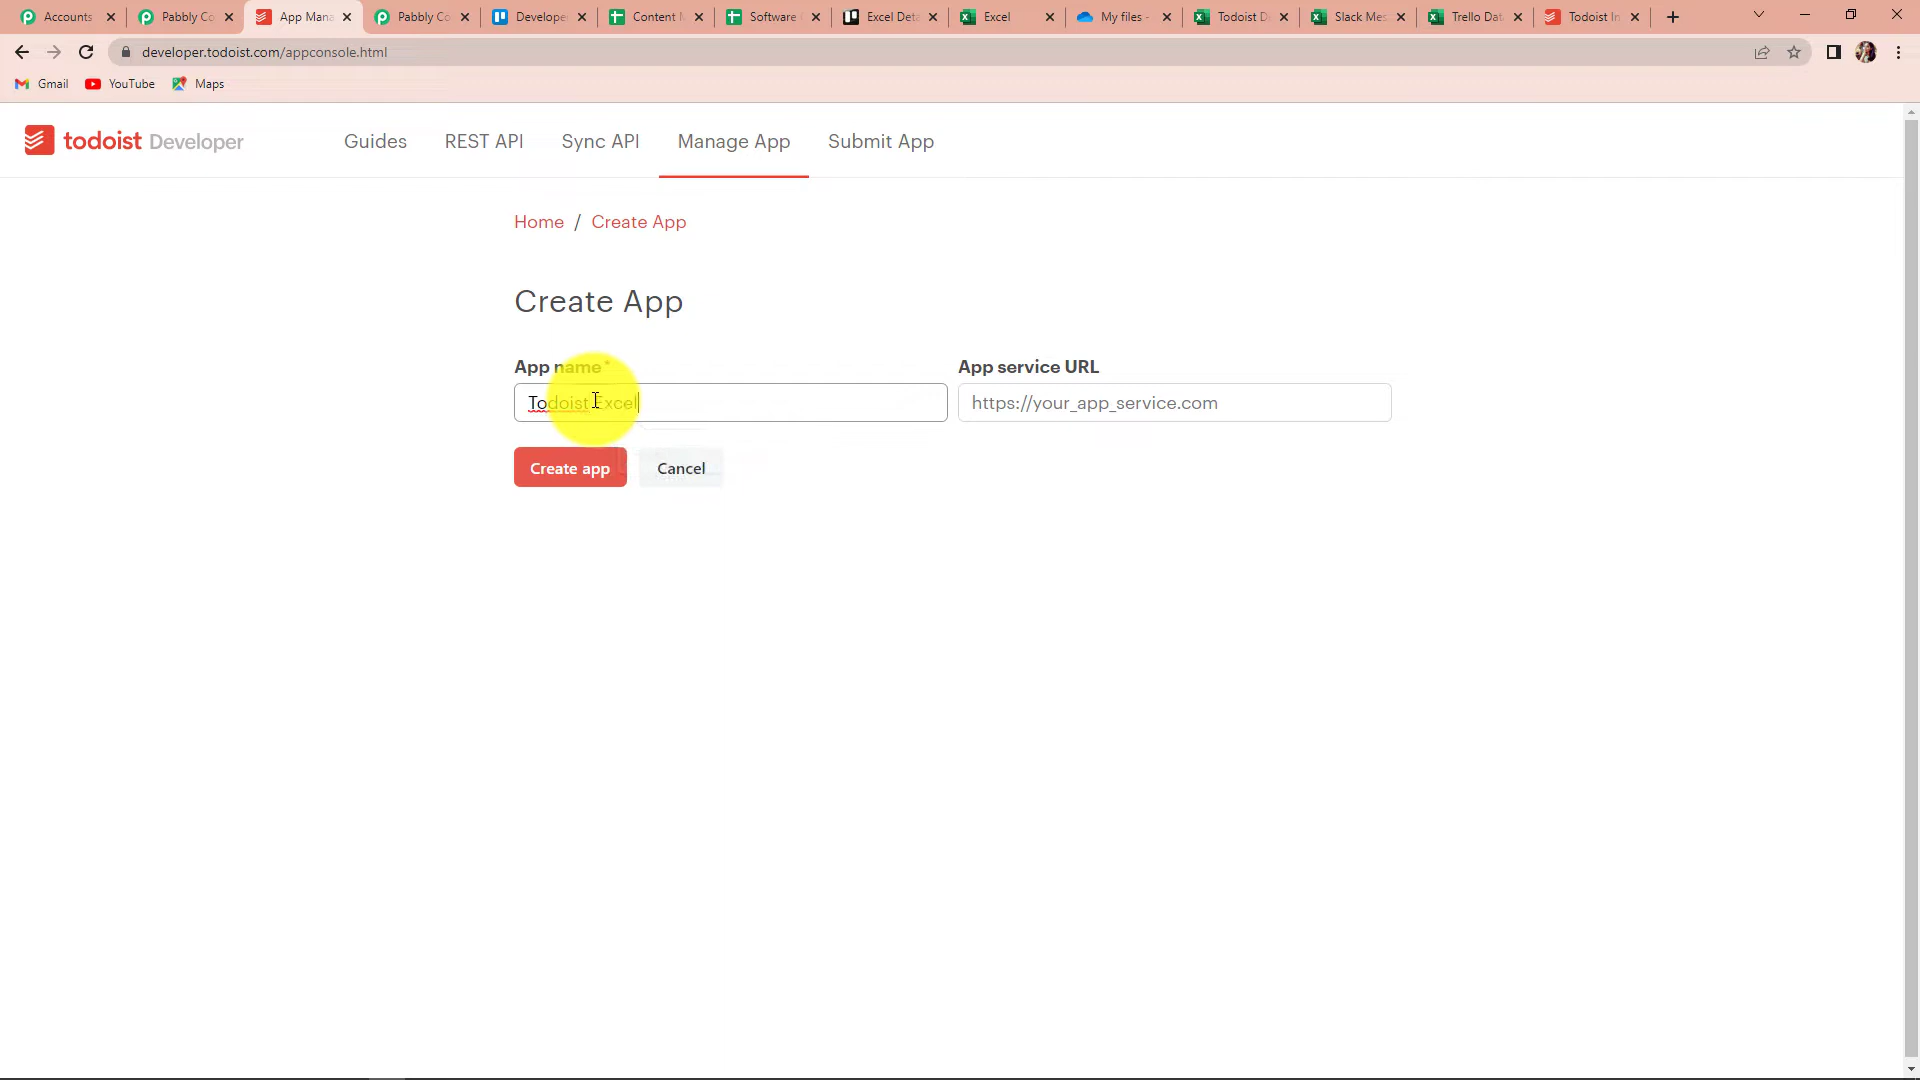 Accounts
Pabbly Co
App Mana
Pabbly Co
Develope
Content M
Software
Excel Deta
Excel
My files -
Todoist D
Slack Mes
Trello Dat
Todoist In
developer.todoist.com/appconsole.html
Gmail
YouTube
Maps
todoist Developer
Guides
REST API
Sync API
Manage App
Submit App
Home / Create App
Create App
App name *
App service URL
Todoist Excel
https://your_app_service.com
Create app
Cancel